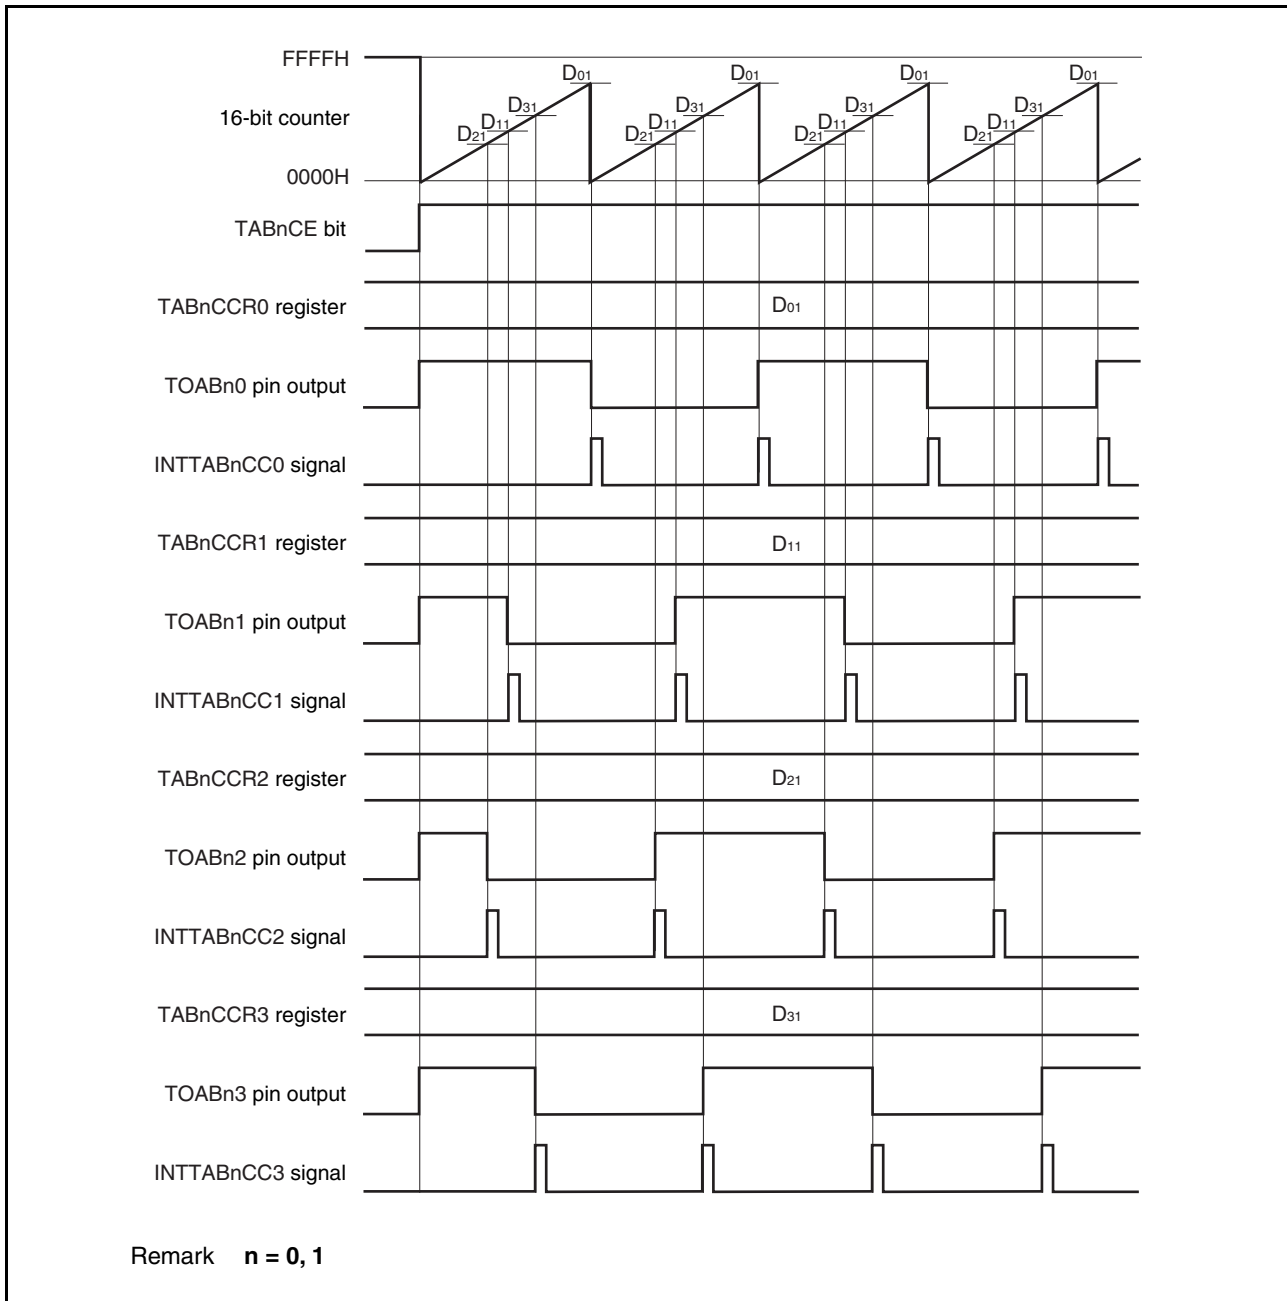 FFFFH
D01 D01 D01 D01
D31 D31 D31 D31
16-bit counter
D11 D11 D11 D11
D21 D21 D21 D21
0000H
TABnCE bit
TABnCCR0 register D01
TOABn0 pin output
INTTABnCC0 signal
TABnCCR1 register D11
TOABn1 pin output
INTTABnCC1 signal
TABnCCR2 register D21
TOABn2 pin output
INTTABnCC2 signal
TABnCCR3 register D31
TOABn3 pin output
INTTABnCC3 signal
Remark n = 0, 1